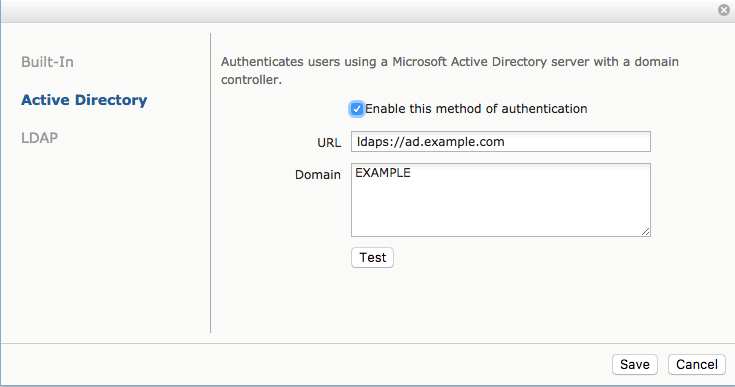 Built-In
Active Directory
LDAP
Authenticates users using a Microsoft Active Directory server with a domain
controller.
Enable this method of authentication
URL ldaps://ad.example.com
Domain EXAMPLE
Test
Save Cancel